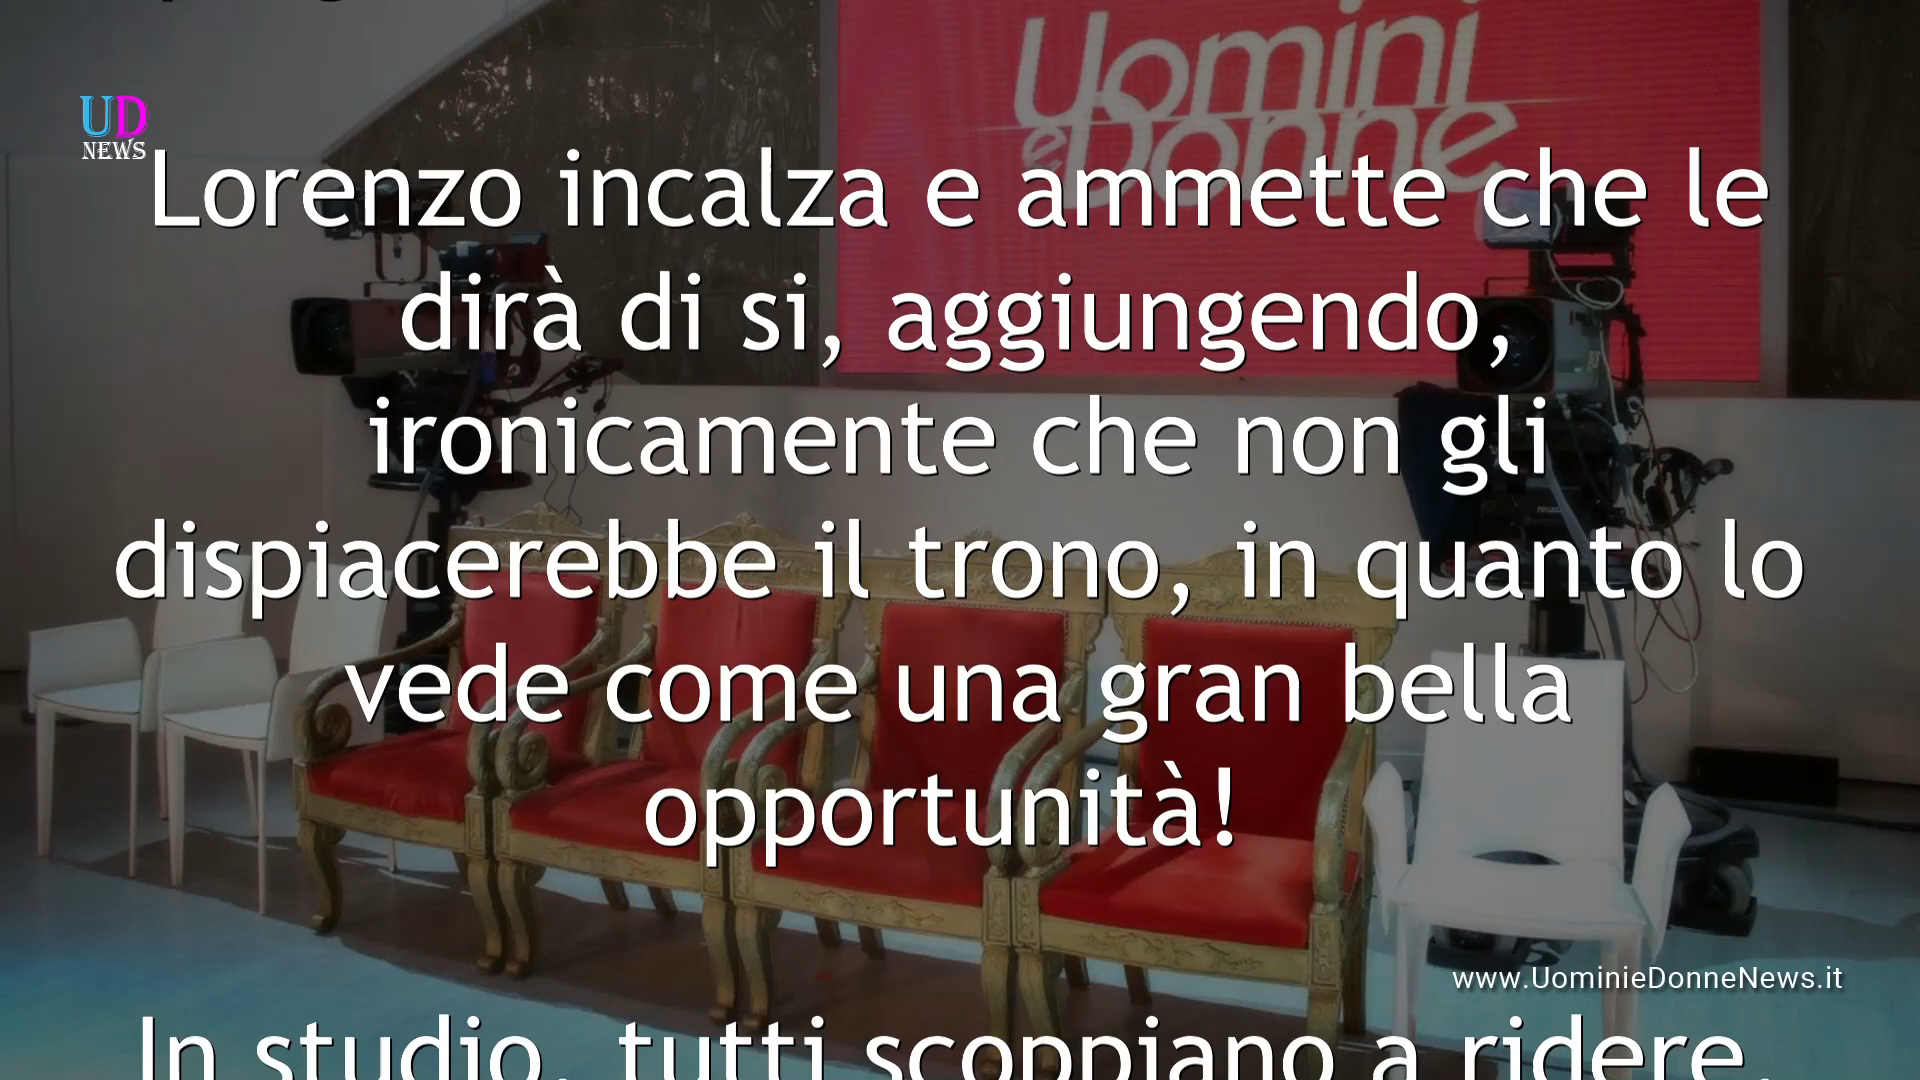 Uomini
e Donne
UD
NEWS
Lorenzo incalza e ammette che le
dirà di si, aggiungendo,
ironicamente che non gli
dispiacerebbe il trono, in quanto lo
vede come una gran bella
opportunità!
www.UominieDonneNews.it
In studio, tutti scoppiano a ridere,